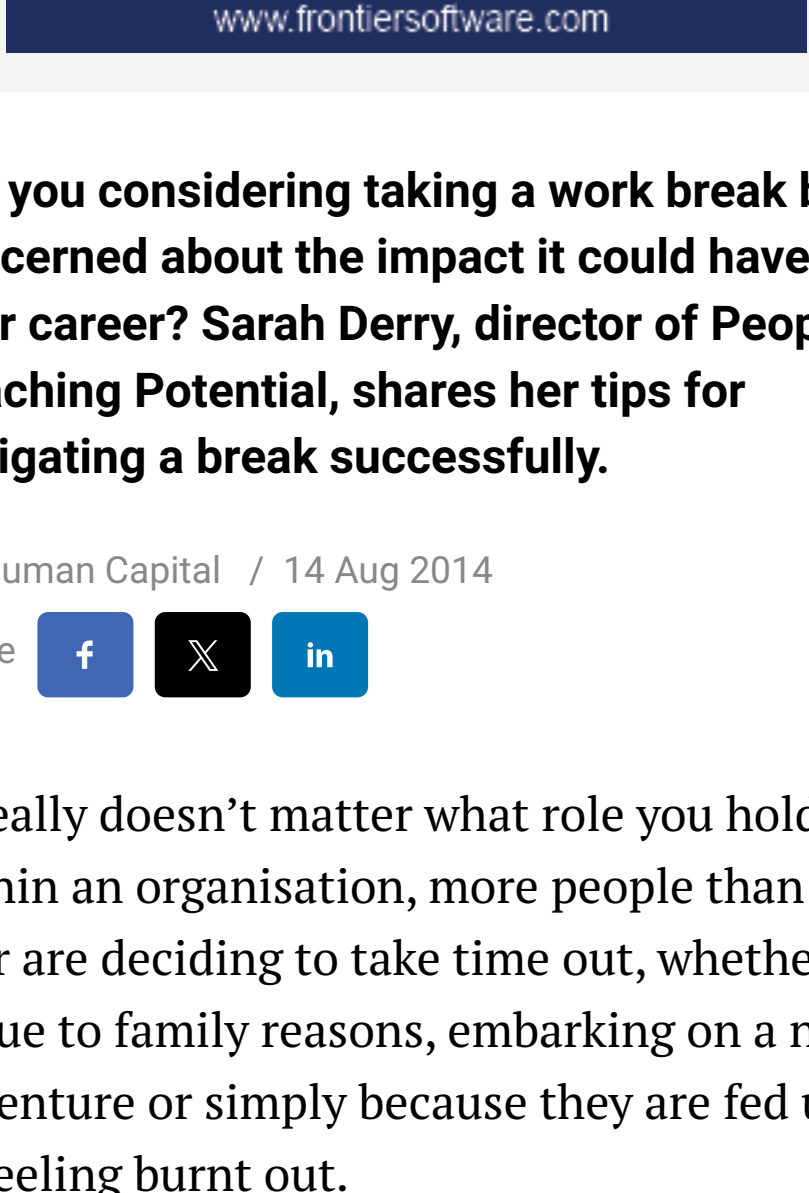 www.frontiersoftware.com
you considering taking a work break b
cerned about the impact it could have
r career? Sarah Derry, director of Peop
ching Potential, shares her tips for
igating a break successfully.
uman Capital / 14 Aug 2014
e f X in
eally doesn’t matter what role you hold
hin an organisation, more people than
r are deciding to take time out, whethe
ue to family reasons, embarking on a n
enture or simply because they are fed u
eeling burnt out.